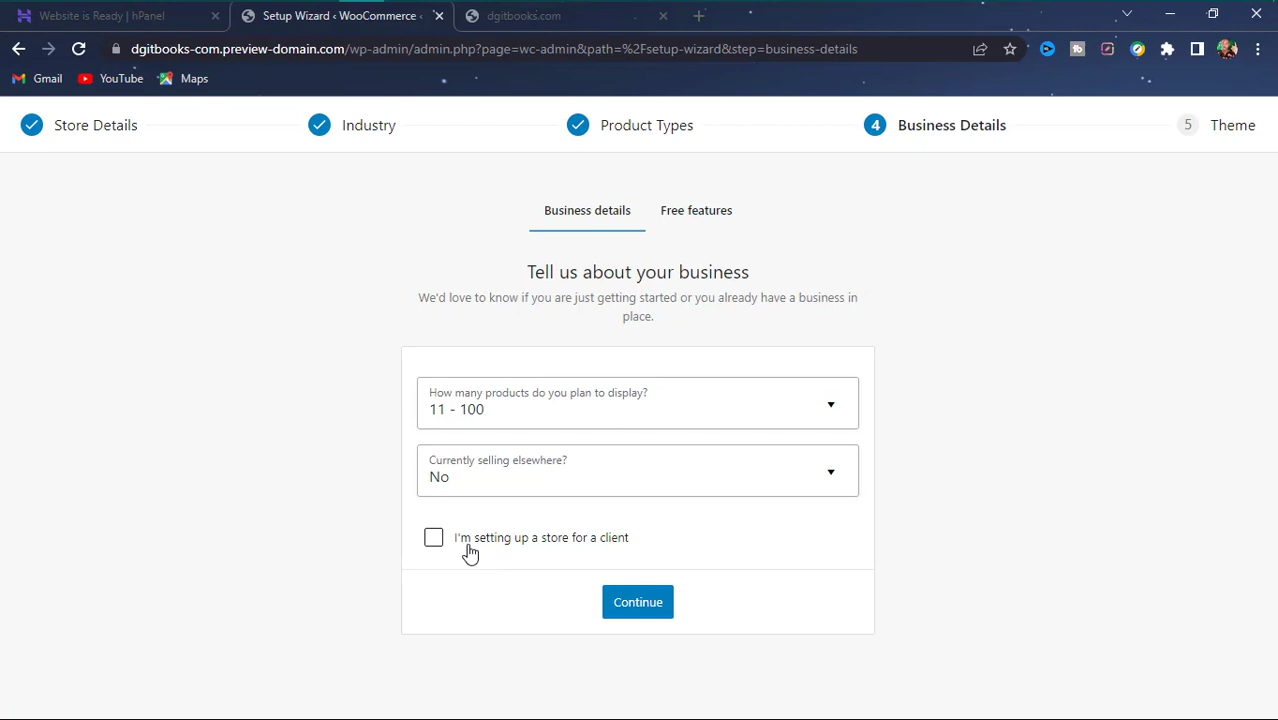 Website is Ready | hPanel
Setup Wizard ‹ WooCommerce ‹
dgitbooks.com
dgitbooks-com.preview-domain.com/wp-admin/admin.php?page=wc-admin&path=%2Fsetup-wizard&step=business-details
Gmail YouTube Maps
Store Details Industry Product Types 4 Business Details 5 Theme
Business details Free features
Tell us about your business
We'd love to know if you are just getting started or you already have a business in
place.
How many products do you plan to display?
11 - 100
Currently selling elsewhere?
No
I'm setting up a store for a client
Continue